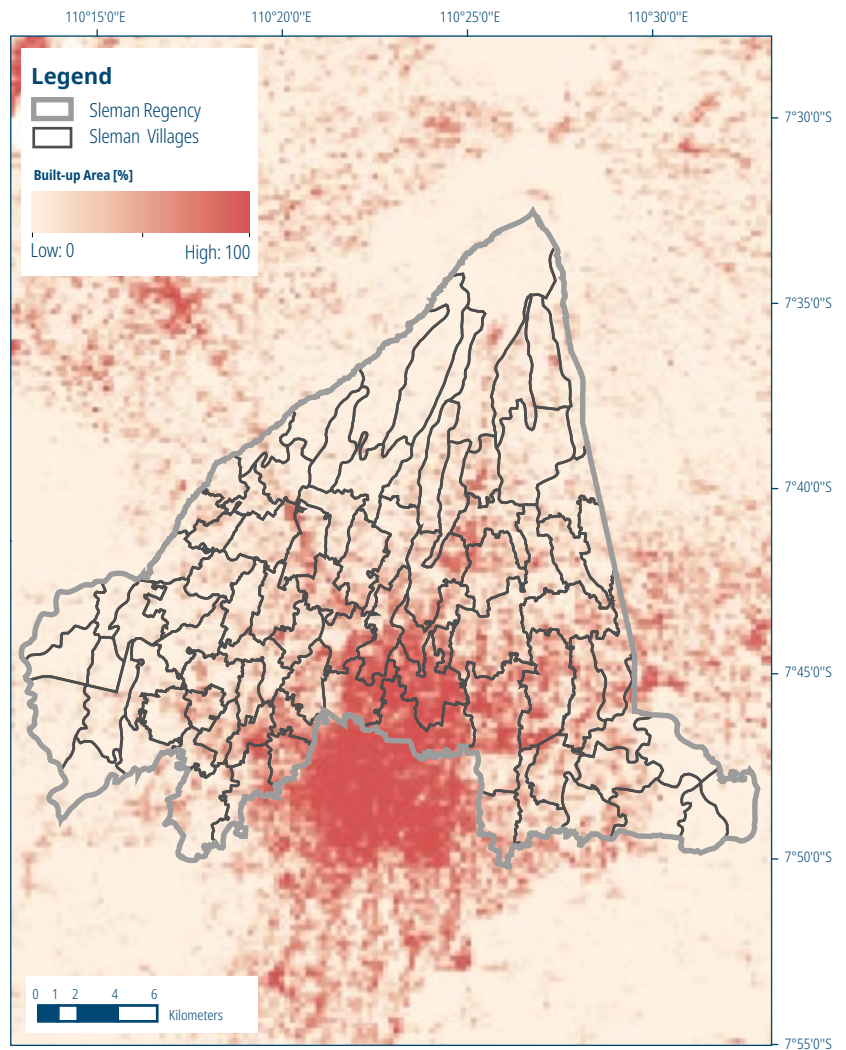 110°15'0"E 110°20'0"E 110°25'0"E 110°30'0"E
Legend
Sleman Regency
Sleman Villages
Built-up Area [%]
Low: 0 High: 100
7°30'0"S
7°35'0"S
7°40'0"S
7°45'0"S
7°50'0"S
7°55'0"S
0 1 2 4 6
Kilometers